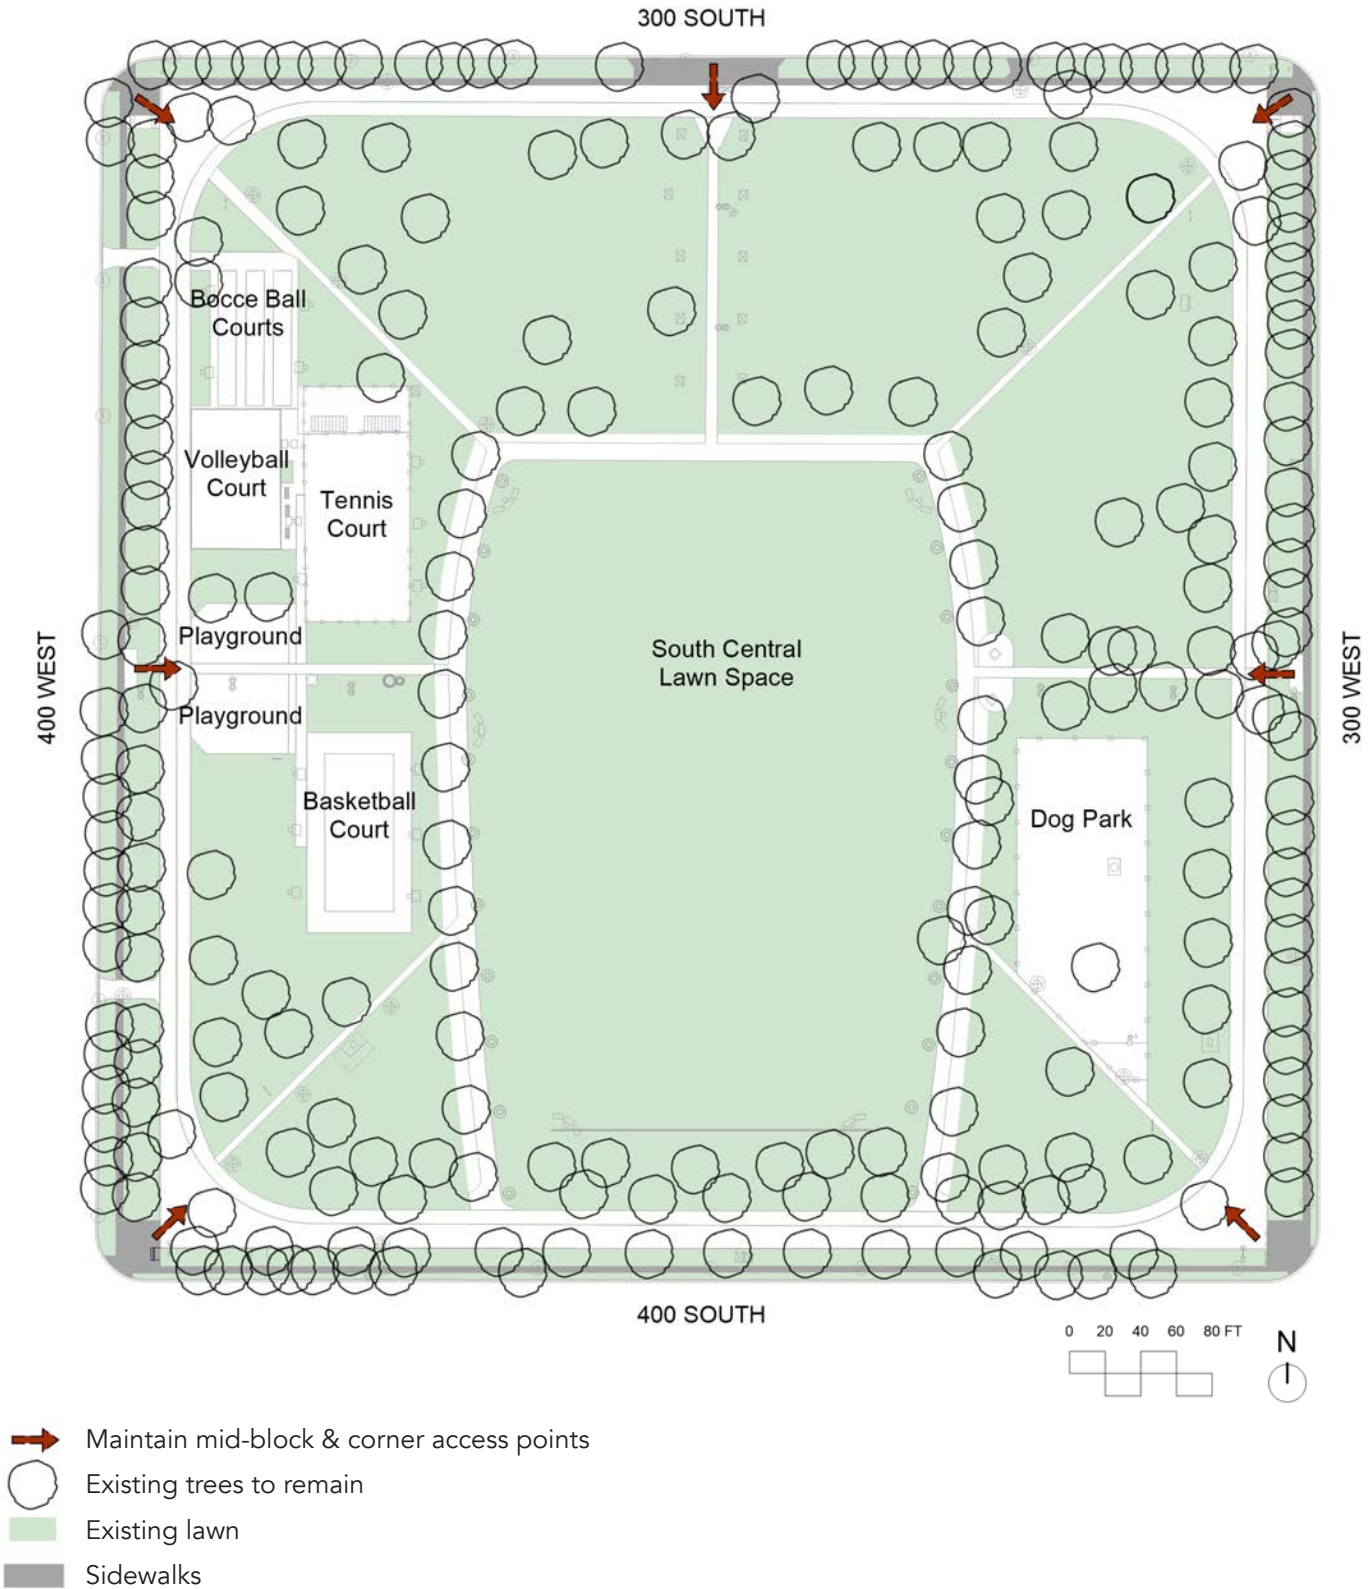 300 SOUTH
Bocce Ball
Courts
Volleyball
Court
Tennis
Court
Playground
Playground
Basketball
Court
South Central
Lawn Space
Dog Park
400 WEST
300 WEST
400 SOUTH
0 20 40 60 80 FT
N
Maintain mid-block & corner access points
Existing trees to remain
Existing lawn
Sidewalks